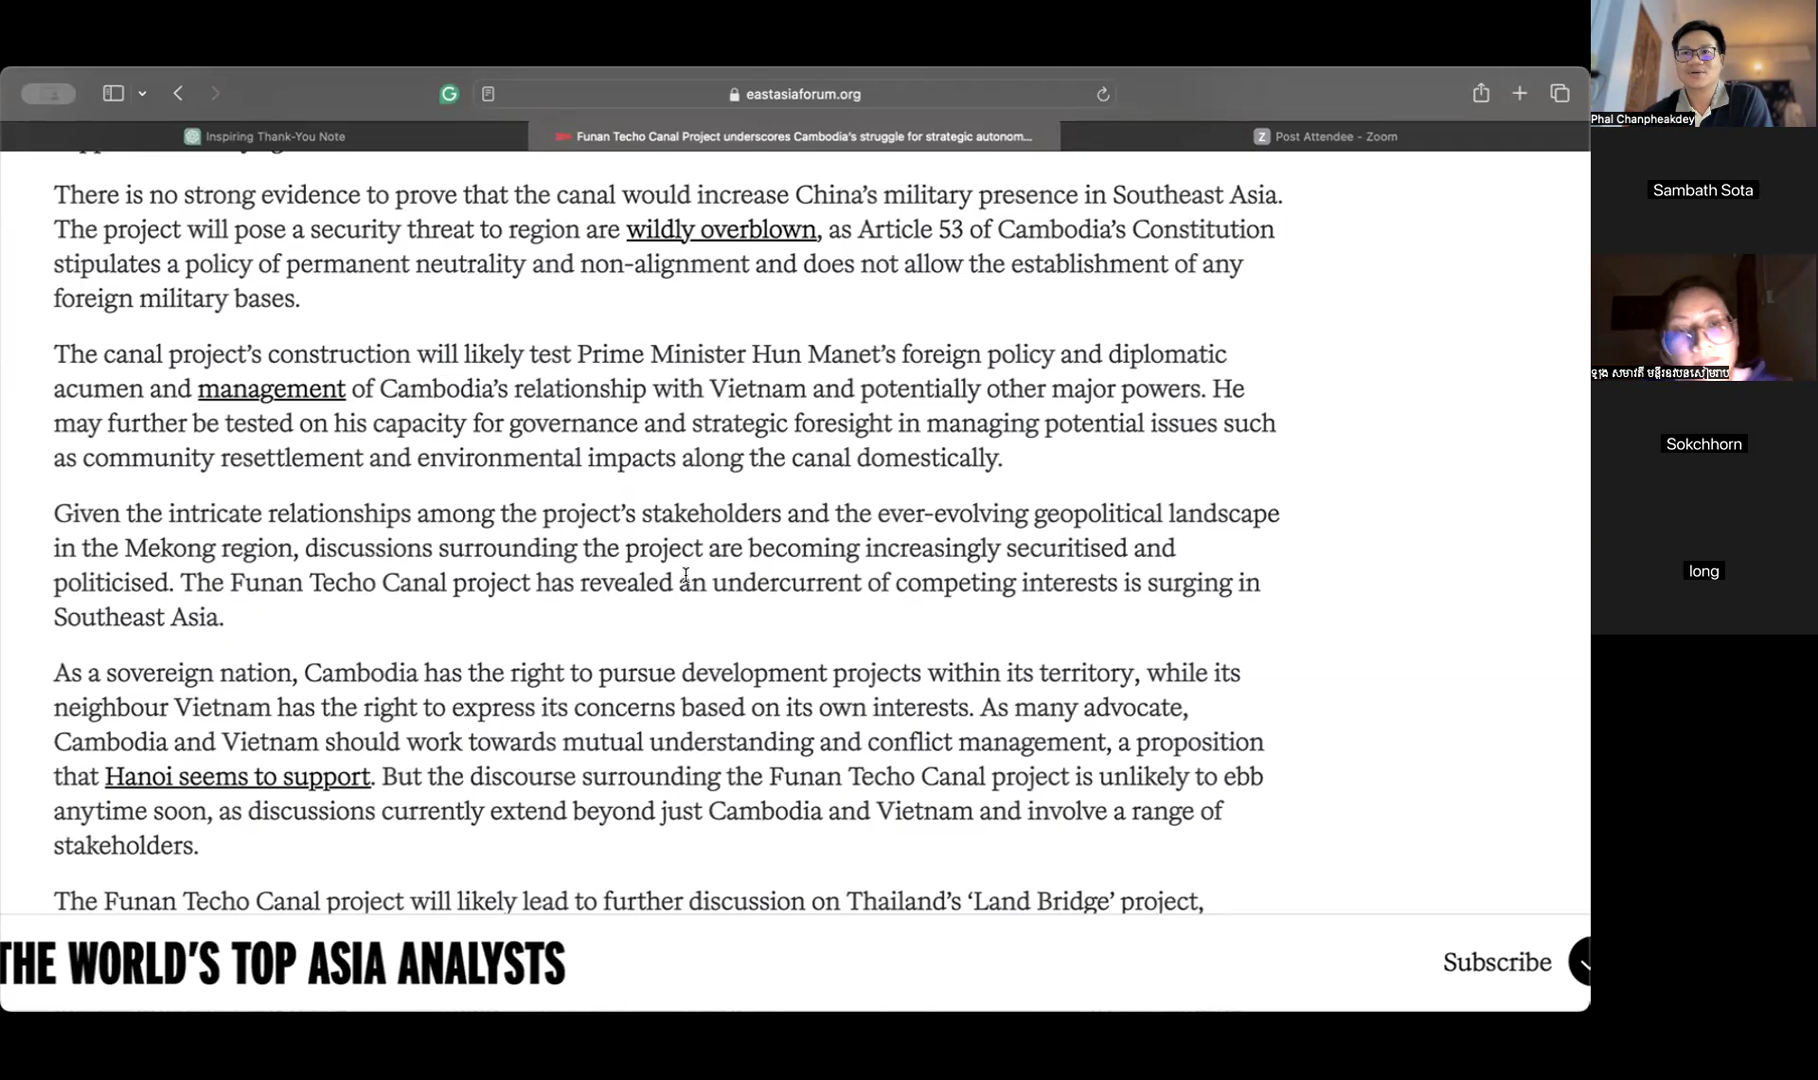 eastasiaforum.org
Inspiring Thank-You Note
Funan Techo Canal Project underscores Cambodia's struggle for strategic autonom...
Z Post Attendee - Zoom
There is no strong evidence to prove that the canal would increase China's military presence in Southeast Asia.
The project will pose a security threat to region are wildly overblown, as Article 53 of Cambodia's Constitution
stipulates a policy of permanent neutrality and non-alignment and does not allow the establishment of any
foreign military bases.
The canal project's construction will likely test Prime Minister Hun Manet's foreign policy and diplomatic
acumen and management of Cambodia's relationship with Vietnam and potentially other major powers. He
may further be tested on his capacity for governance and strategic foresight in managing potential issues such
as community resettlement and environmental impacts along the canal domestically.
Given the intricate relationships among the project's stakeholders and the ever-evolving geopolitical landscape
in the Mekong region, discussions surrounding the project are becoming increasingly securitised and
politicised. The Funan Techo Canal project has revealed an undercurrent of competing interests is surging in
Southeast Asia.
As a sovereign nation, Cambodia has the right to pursue development projects within its territory, while its
neighbour Vietnam has the right to express its concerns based on its own interests. As many advocate,
Cambodia and Vietnam should work towards mutual understanding and conflict management, a proposition
that Hanoi seems to support. But the discourse surrounding the Funan Techo Canal project is unlikely to ebb
anytime soon, as discussions currently extend beyond just Cambodia and Vietnam and involve a range of
stakeholders.
The Funan Techo Canal project will likely lead to further discussion on Thailand's 'Land Bridge' project,
THE WORLD'S TOP ASIA ANALYSTS
Subscribe
Phal Chanpheakdey
Sambath Sota
Sokchhorn
long